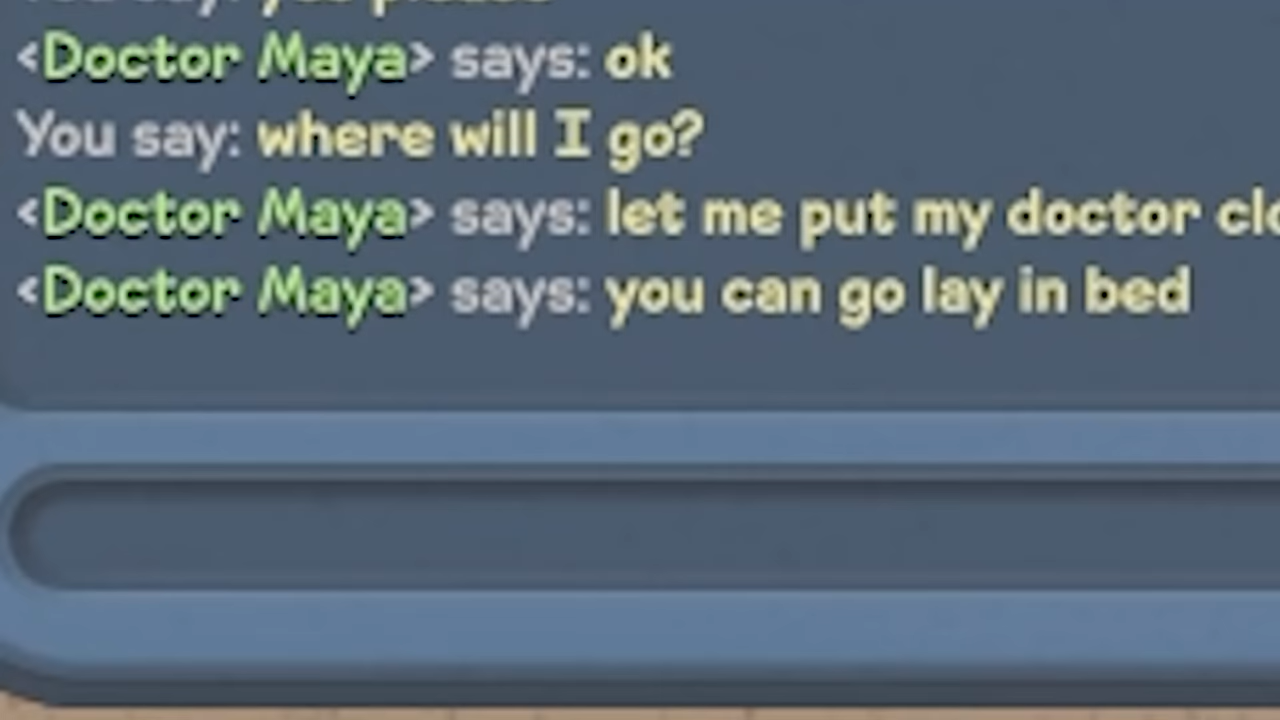 <Doctor Maya> says: ok
You say: where will I go?
<Doctor Maya> says: let me put my doctor
<Doctor Maya> says: you can go lay in bed